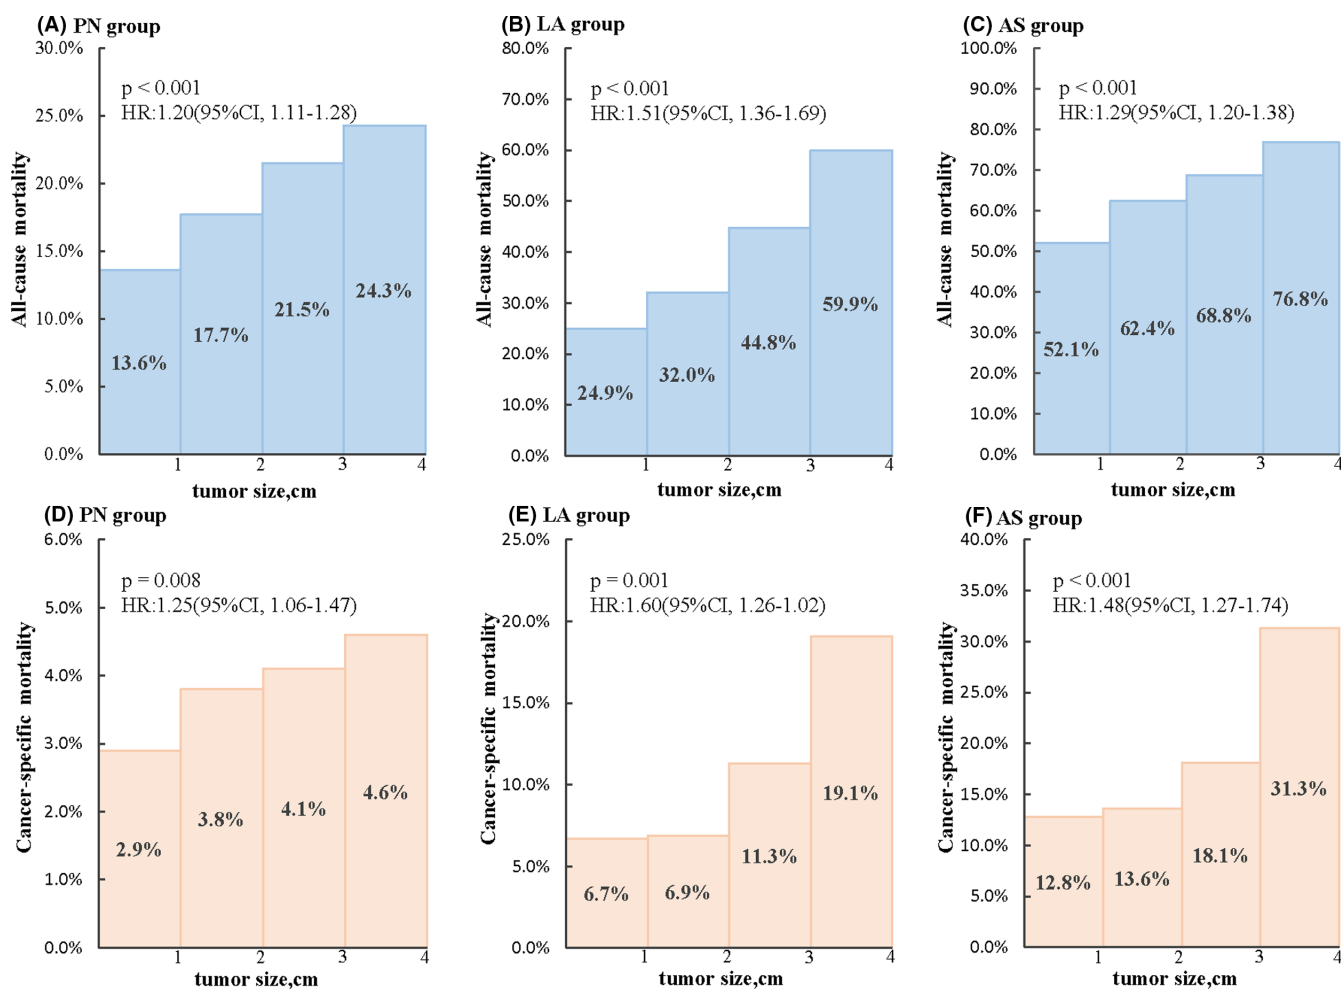 (A) PN group
30.0%
25.0%
20.0%
15.0%
10.0%
5.0%
0.0%
All-cause mortality
p < 0.001
HR:1.20(95%CI, 1.11-1.28)
13.6%
17.7%
21.5%
24.3%
1 2 3 4
tumor size,cm
(B) LA group
80.0%
70.0%
60.0%
50.0%
40.0%
30.0%
20.0%
10.0%
0.0%
All-cause mortality
p < 0.001
HR:1.51(95%CI, 1.36-1.69)
24.9%
32.0%
44.8%
59.9%
1 2 3 4
tumor size,cm
(C) AS group
100.0%
90.0%
80.0%
70.0%
60.0%
50.0%
40.0%
30.0%
20.0%
10.0%
0.0%
All-cause mortality
p < 0.001
HR:1.29(95%CI, 1.20-1.38)
52.1%
62.4%
68.8%
76.8%
1 2 3 4
tumor size,cm
(D) PN group
6.0%
5.0%
4.0%
3.0%
2.0%
1.0%
0.0%
Cancer-specific mortality
p = 0.008
HR:1.25(95%CI, 1.06-1.47)
2.9%
3.8%
4.1%
4.6%
1 2 3 4
tumor size,cm
(E) LA group
25.0%
20.0%
15.0%
10.0%
5.0%
0.0%
Cancer-specific mortality
p = 0.001
HR:1.60(95%CI, 1.26-1.02)
6.7%
6.9%
11.3%
19.1%
1 2 3 4
tumor size,cm
(F) AS group
40.0%
35.0%
30.0%
25.0%
20.0%
15.0%
10.0%
5.0%
0.0%
Cancer-specific mortality
p < 0.001
HR:1.48(95%CI, 1.27-1.74)
12.8%
13.6%
18.1%
31.3%
1 2 3 4
tumor size,cm